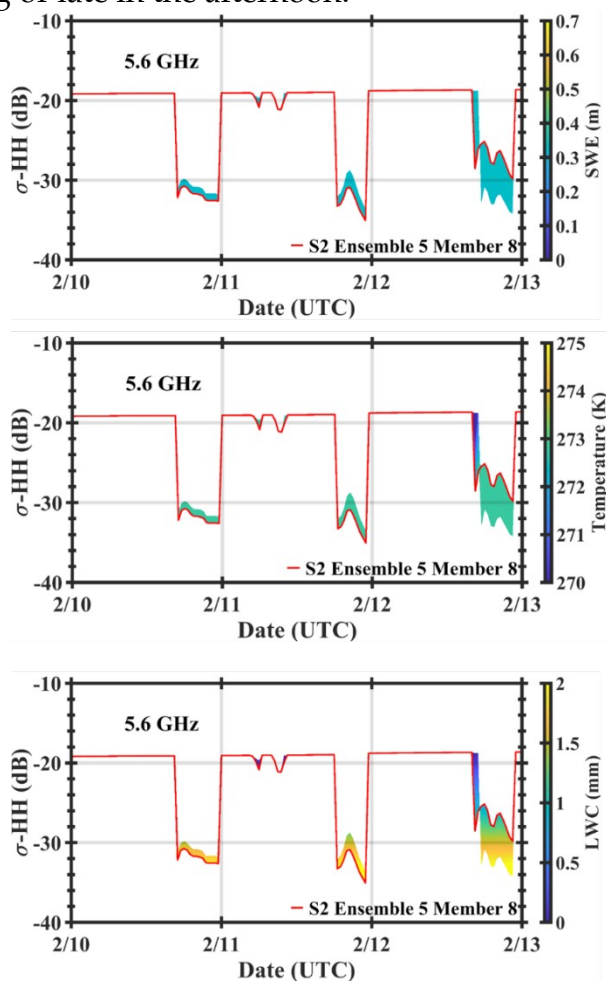 g or late in the afternoon.
-10
-20
-30
-40
σ-HH (dB)
5.6 GHz
S2 Ensemble 5 Member 8
2/10
2/11
2/12
2/13
Date (UTC)
0.7
0.6
0.5
0.4
0.3
0.2
0.1
0
SWE (m)
-10
-20
-30
-40
σ-HH (dB)
5.6 GHz
S2 Ensemble 5 Member 8
2/10
2/11
2/12
2/13
Date (UTC)
275
274
273
272
271
270
Temperature (K)
-10
-20
-30
-40
σ-HH (dB)
5.6 GHz
S2 Ensemble 5 Member 8
2/10
2/11
2/12
2/13
Date (UTC)
2
1.5
1
0.5
0
LWC (mm)